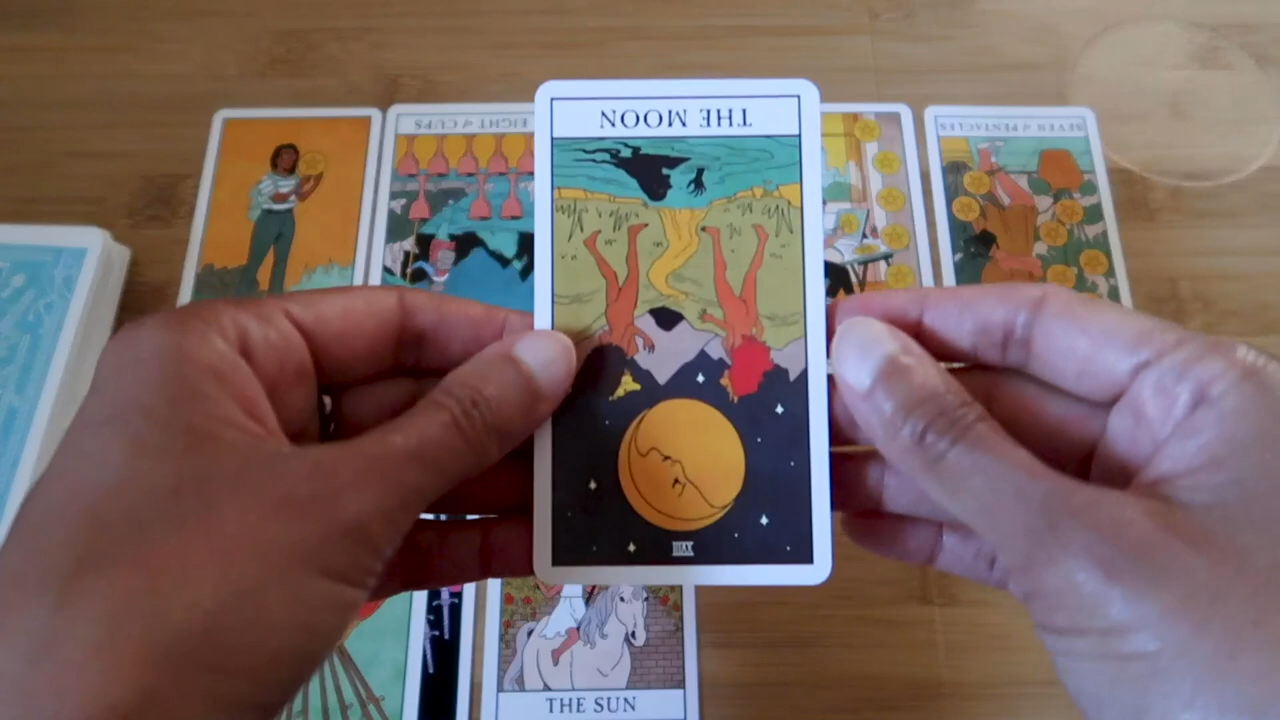 THE MOON
XVIII
EIGHT of CUPS
SEVEN of PENTACLES
THE SUN